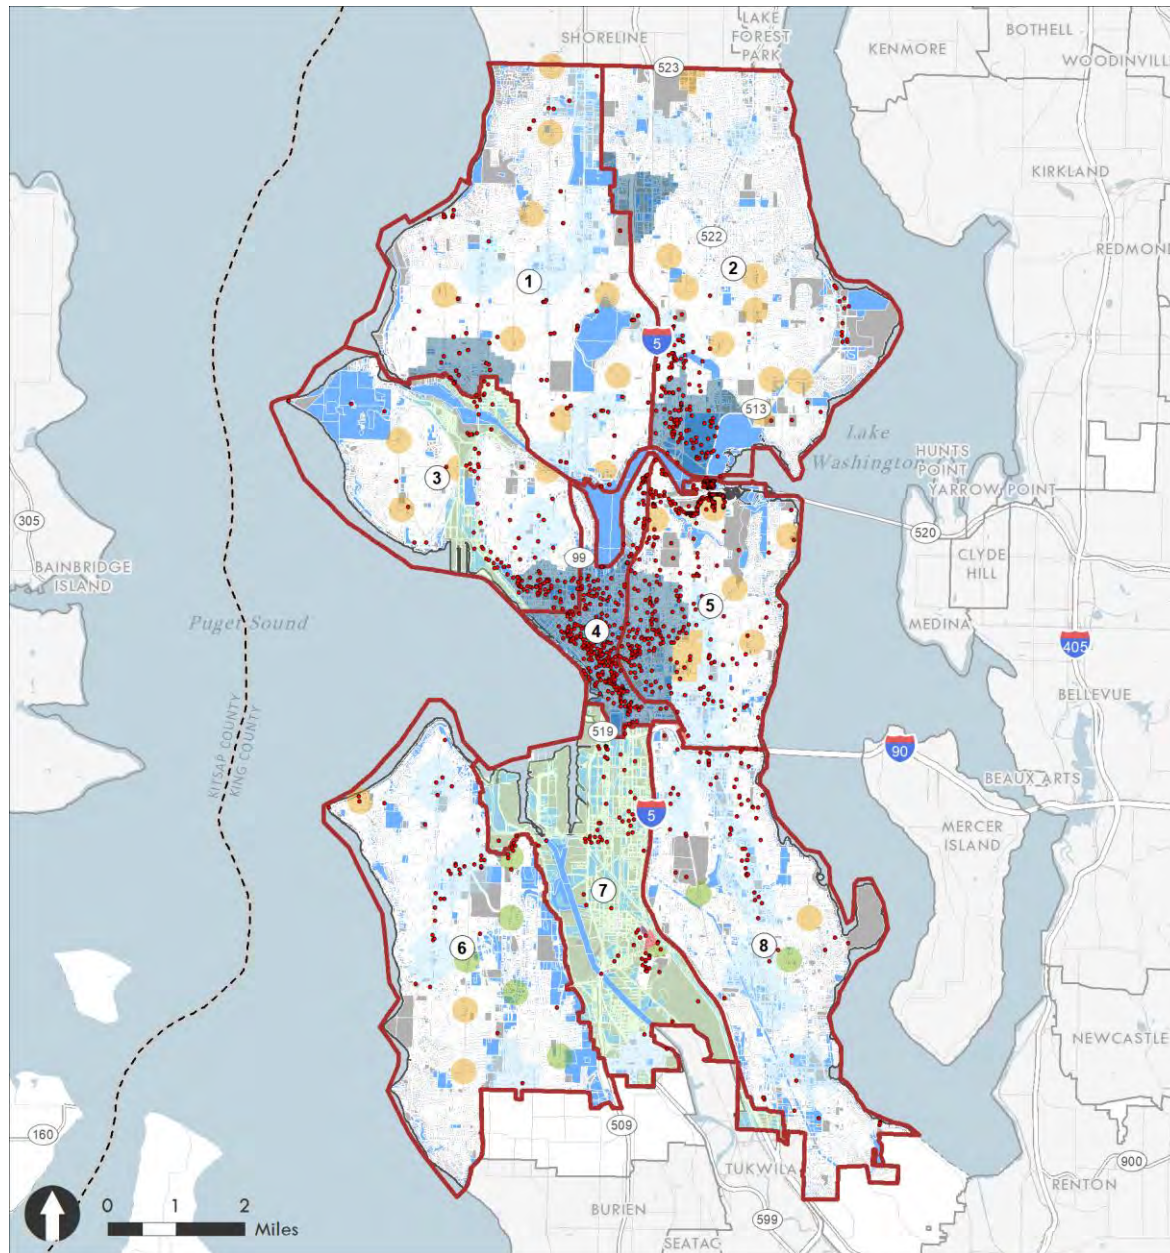 LAKE
FOREST
PARK
SHORELINE
BOTHELL
KENMORE
WOODINVILL
523
KIRKLAND
522
REDMOND
2
1
5
513
Lake
Washington
HUNTS
POINT
YARROW POINT
3
305
520
99
CLYDE
HILL
BAINBRIDGE
ISLAND
5
MEDINA
Puget Sound
4
405
BELLEVUE
519
KITSAP COUNTY
KING COUNTY
90
BEAUX ARTS
5
MERCER
ISLAND
7
6
8
NEWCASTLE
509
160
TUKWILA
900
RENTON
0 1 2
Miles
BURIEN
599
SEATAC